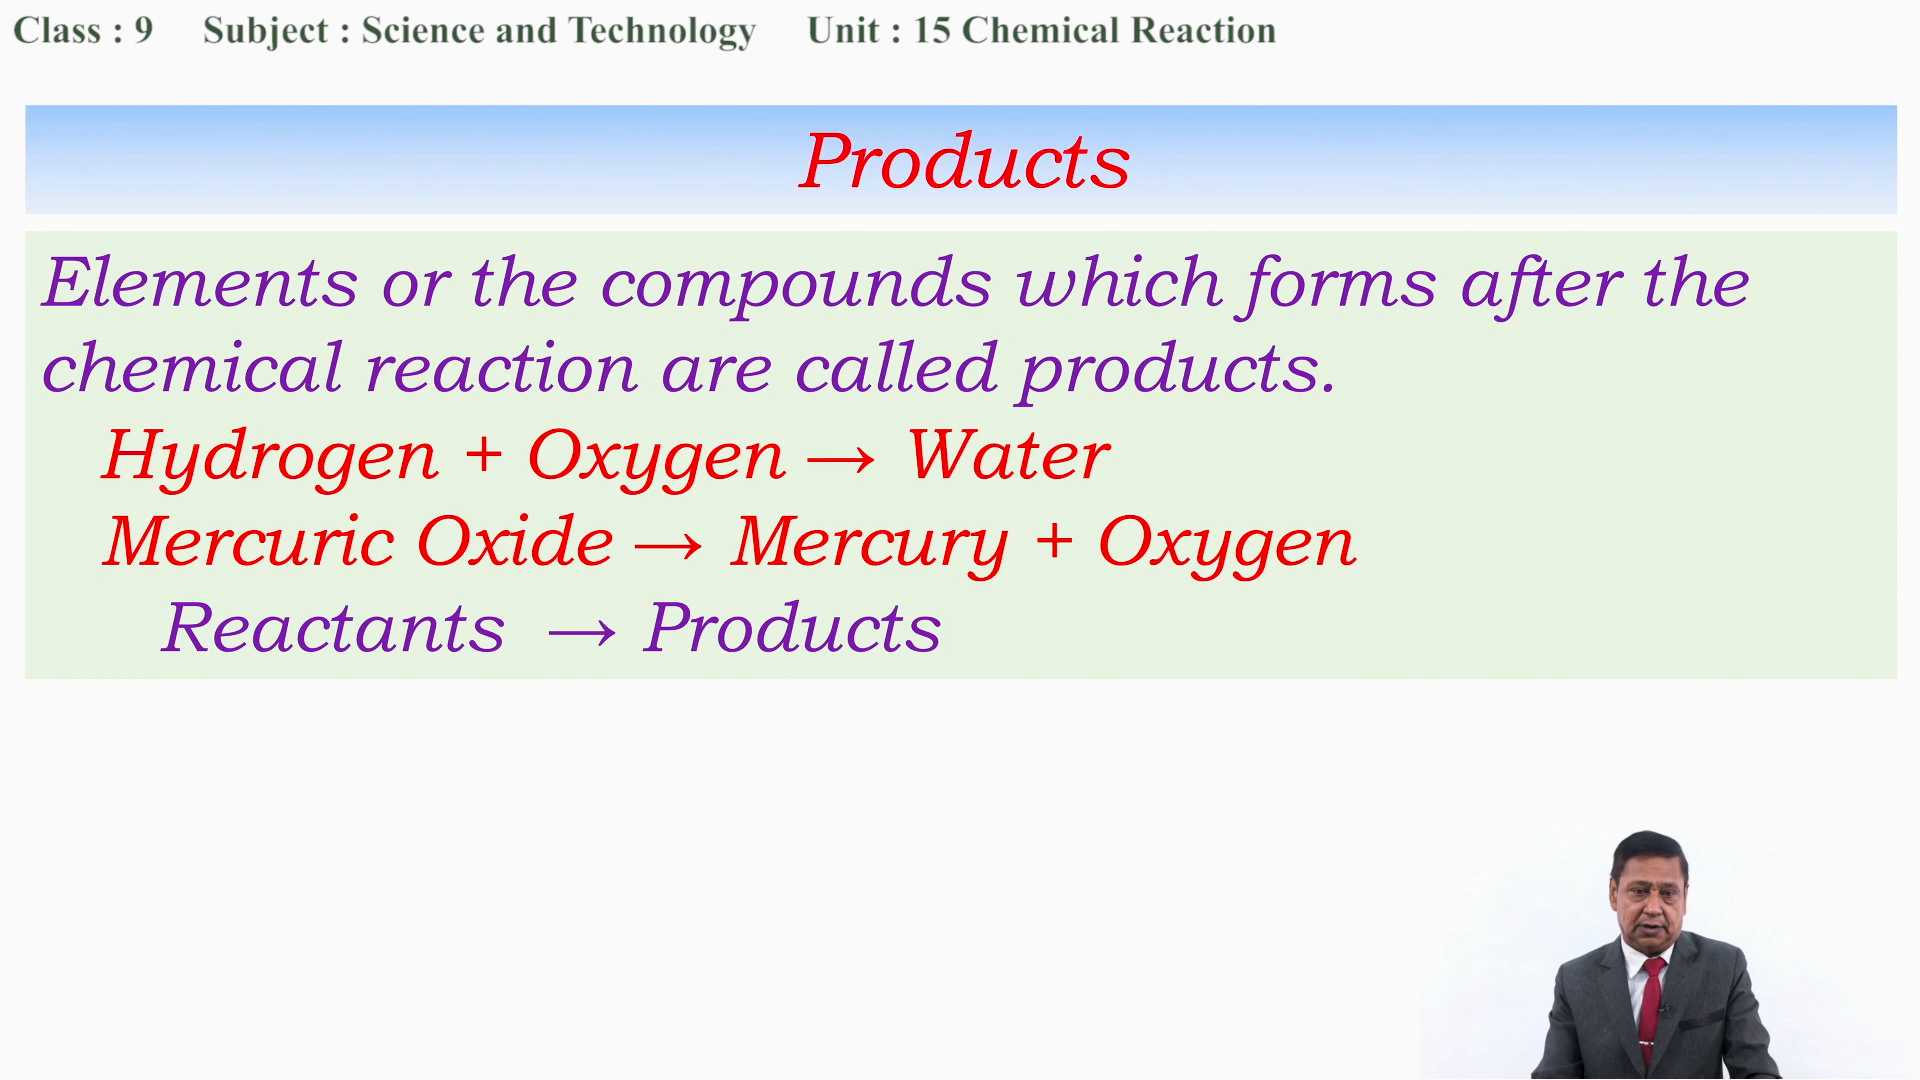 Class : 9 Subject : Science and Technology Unit : 15 Chemical Reaction
Products
Elements or the compounds which forms after the
chemical reaction are called products.
Hydrogen + Oxygen → Water
Mercuric Oxide → Mercury + Oxygen
Reactants → Products